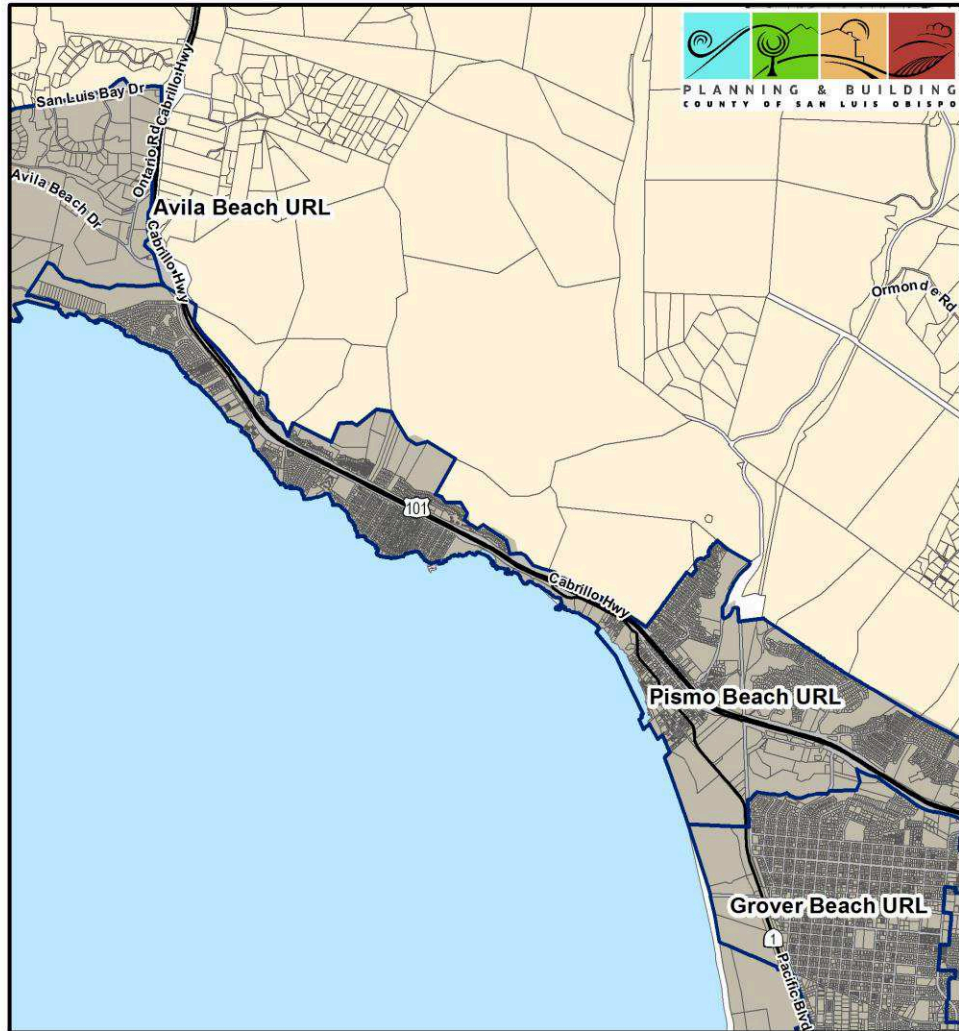 PLANNING & BUILDING
COUNTY OF SAN LUIS OBISPO
San Luis Bay Dr
Cabrillo Hwy
Ontario Rd
Avila Beach Dr
Avila Beach URL
Cabrillo Hwy
Ormonde Rd
101
Cabrillo Hwy
Pismo Beach URL
Grover Beach URL
1
Pacific Blvd